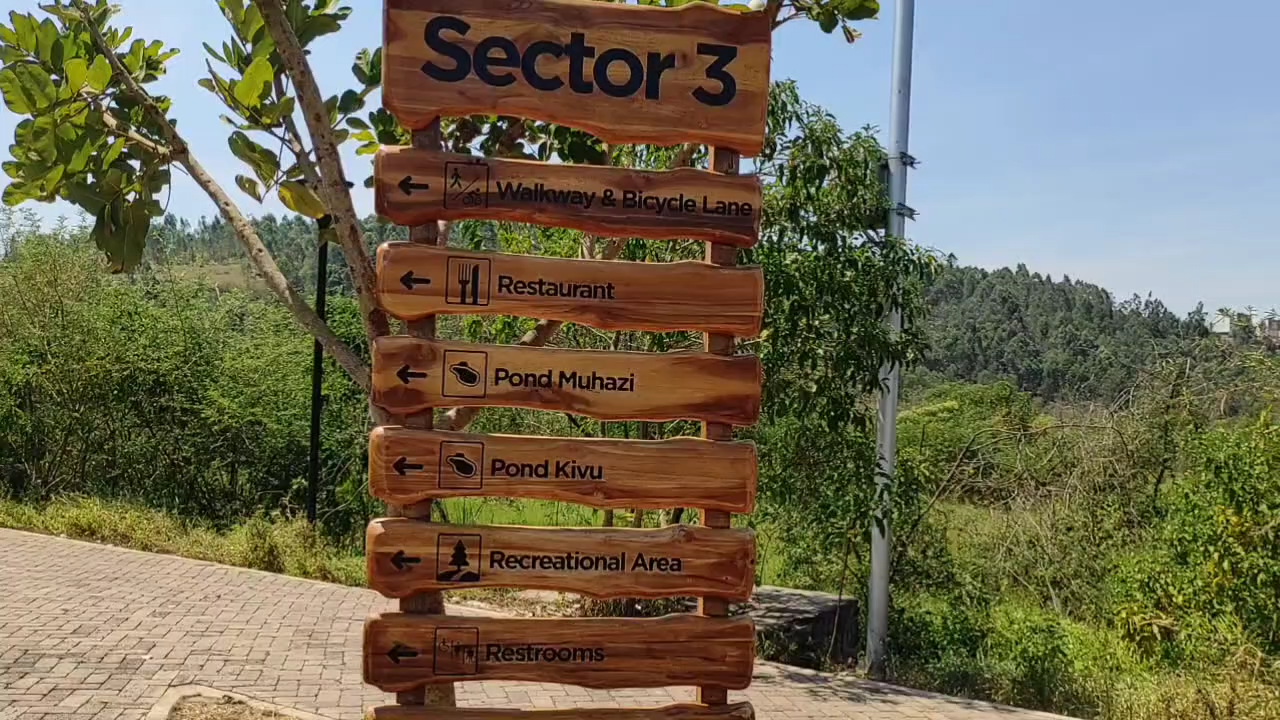 Sector 3
Walkway & Bicycle Lane
Restaurant
Pond Muhazi
Pond Kivu
Recreational Area
Restrooms